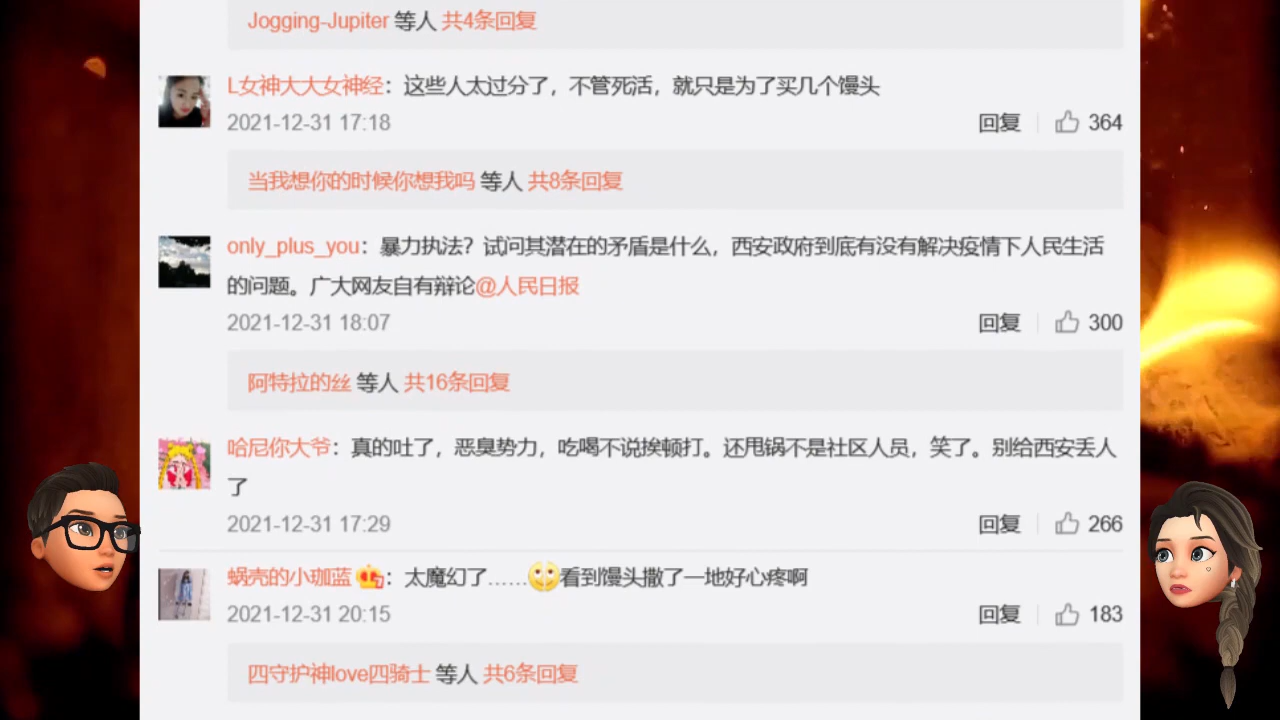 Jogging-Jupiter 等人 共4条回复
L女神大大女神经：这些人太过分了，不管死活，就只是为了买几个馒头
2021-12-31 17:18
回复 364
当我想你的时候你想我吗 等人 共8条回复
only_plus_you：暴力执法？试问其潜在的矛盾是什么，西安政府到底有没有解决疫情下人民生活
的问题。广大网友自有辩论@人民日报
2021-12-31 18:07
回复 300
阿特拉的丝 等人 共16条回复
哈尼你大爷：真的吐了，恶臭势力，吃喝不说挨顿打。还甩锅不是社区人员，笑了。别给西安丢人
了
2021-12-31 17:29
回复 266
蜗壳的小珈蓝：太魔幻了……看到馒头撒了一地好心疼啊
2021-12-31 20:15
回复 183
四守护神love四骑士 等人 共6条回复